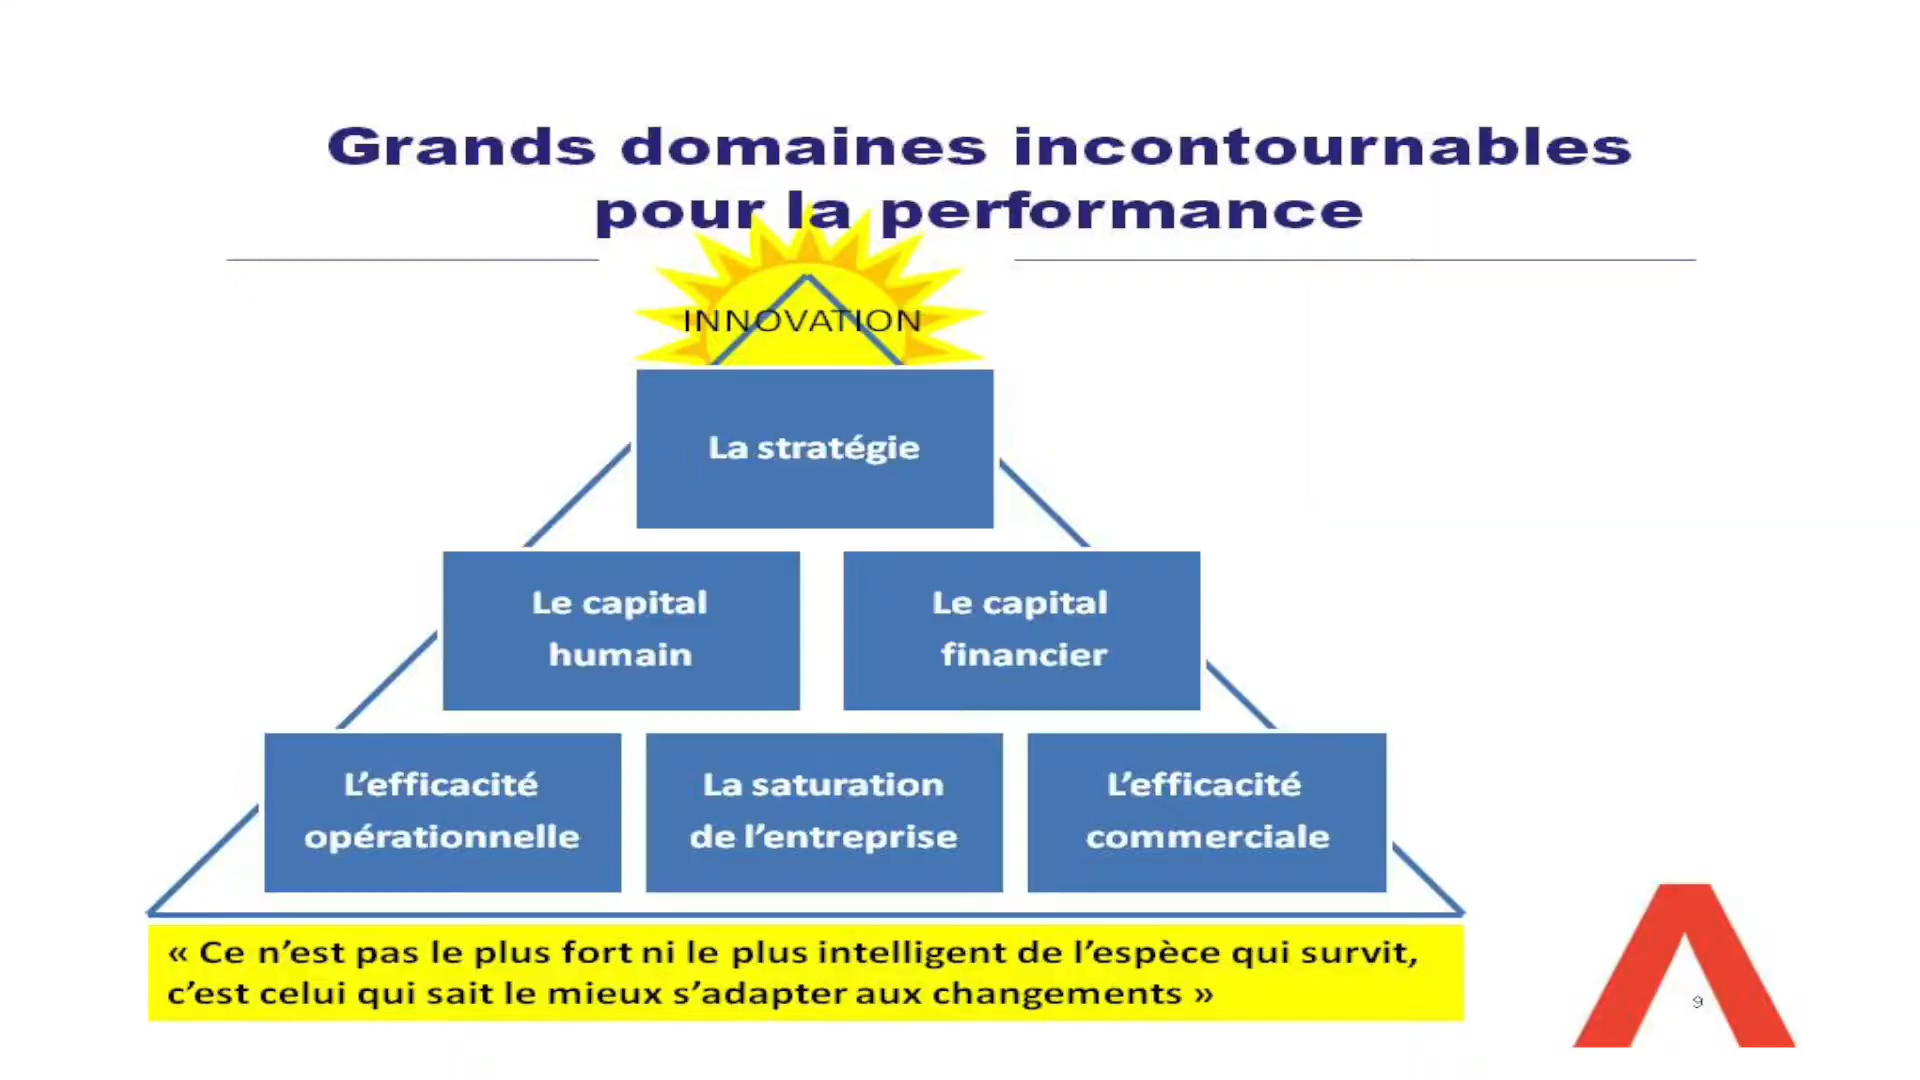 Grands domaines incontournables
pour la performance
INNOVATION
La stratégie
Le capital
humain
Le capital
financier
L’efficacité
opérationnelle
La saturation
de l’entreprise
L’efficacité
commerciale
« Ce n’est pas le plus fort ni le plus intelligent de l’espèce qui survit,
c’est celui qui sait le mieux s’adapter aux changements »
9